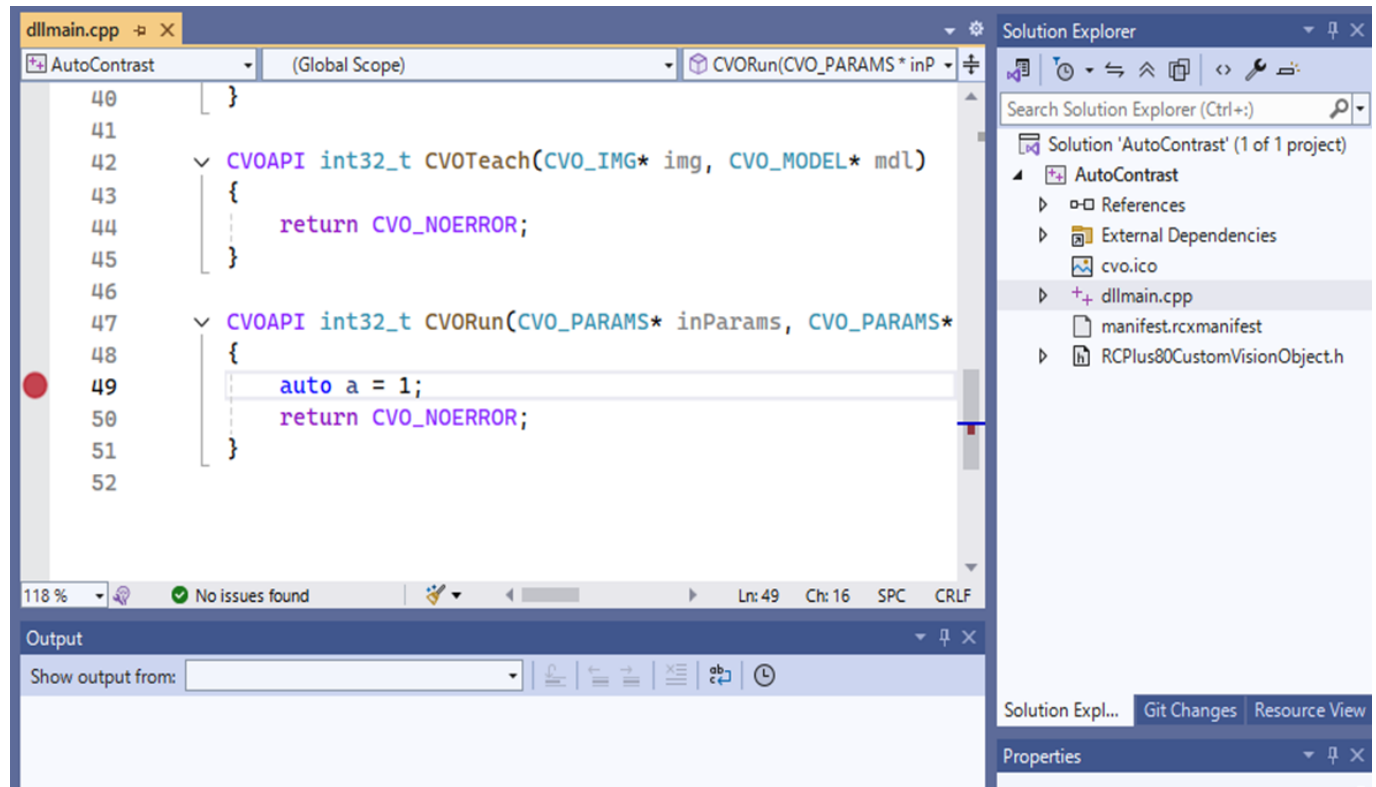 dllmain.cpp
AutoContrast (Global Scope) CVORun(CVO_PARAMS * inP
40 }
41
42 CVOAPI int32_t CVOTeach(CVO_IMG* img, CVO_MODEL* mdl)
43 {
44 return CVO_NOERROR;
45 }
46
47 CVOAPI int32_t CVORun(CVO_PARAMS* inParams, CVO_PARAMS*
48 {
49 auto a = 1;
50 return CVO_NOERROR;
51 }
52
118 % No issues found Ln: 49 Ch: 16 SPC CRLF
Output
Show output from:
Solution Explorer
Search Solution Explorer (Ctrl+:)
Solution 'AutoContrast' (1 of 1 project)
AutoContrast
References
External Dependencies
cvo.ico
dllmain.cpp
manifest.rcxmanifest
RCPlus80CustomVisionObject.h
Solution Expl... Git Changes Resource View
Properties